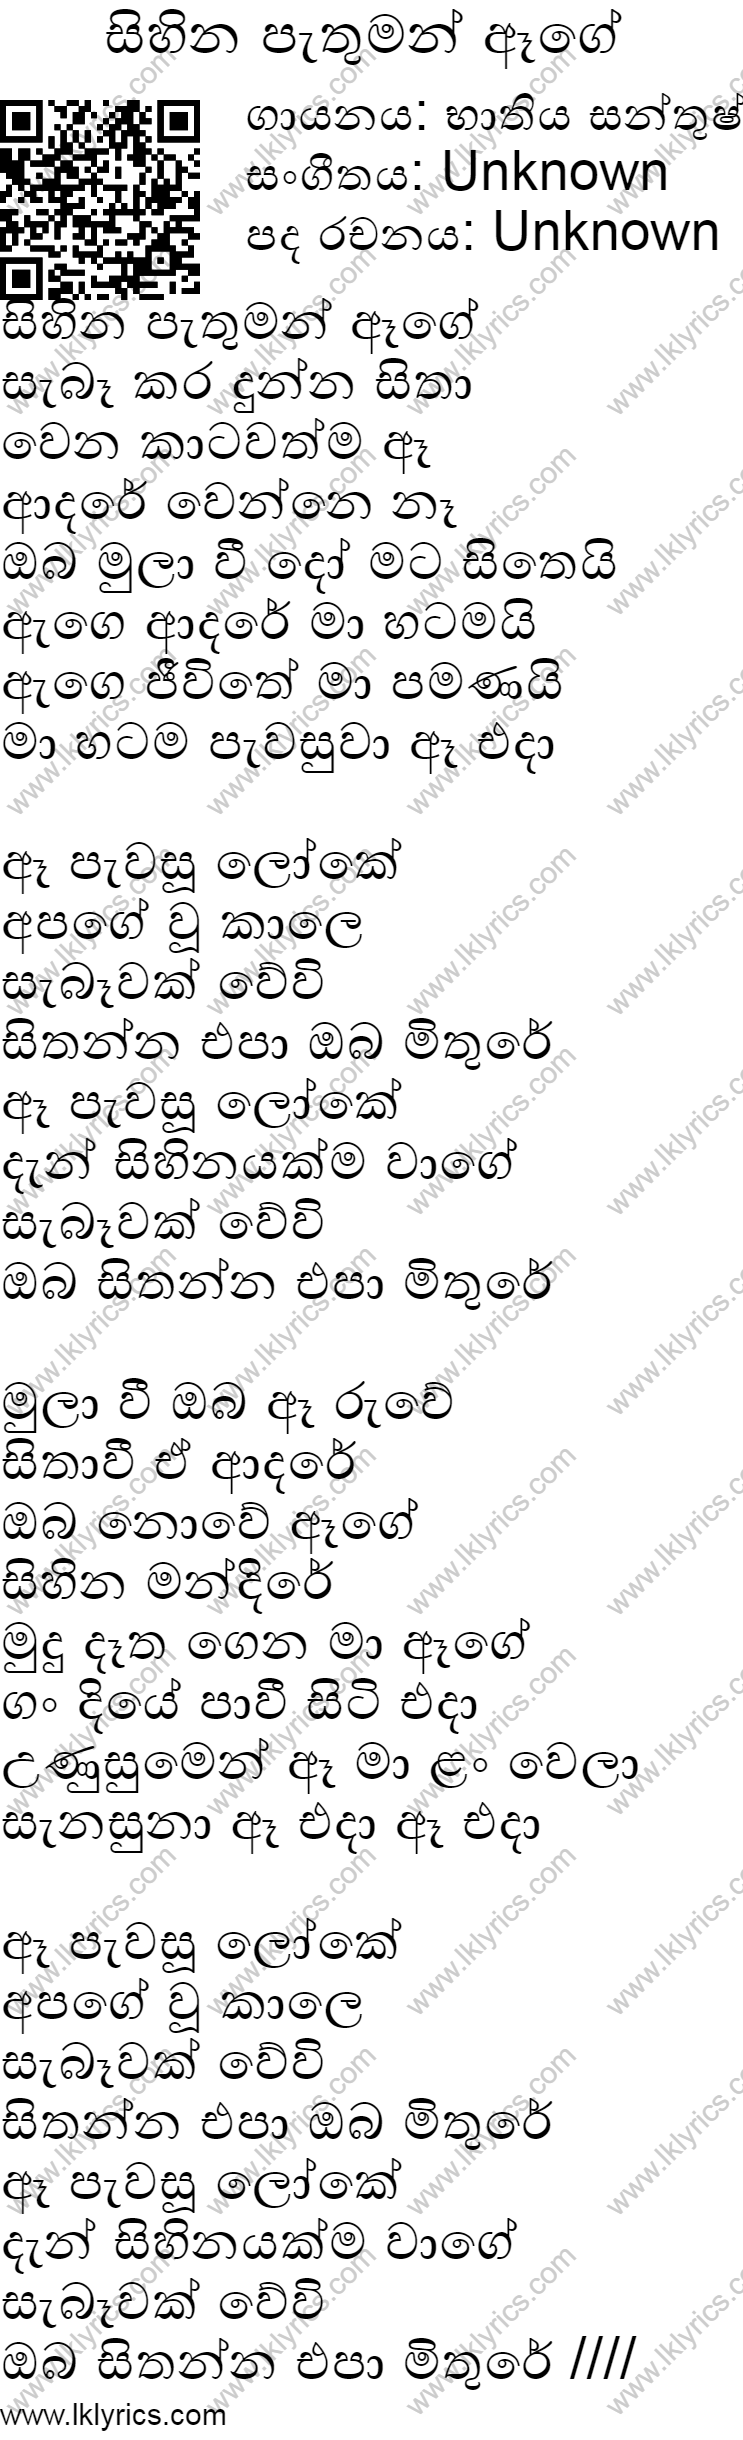 සිහින පැතුමන් ඇගේ
ගායනය: භාතිය සන්තුෂ්
සංගීතය: Unknown
පද රචනය: Unknown
සිහින පැතුමන් ඈගේ
සැබෑ කර දුන්න සිතා
වෙන කාටවත්ම ඈ
ආදරේ වෙන්නෙ නෑ
ඔබ මුලා වී දෝ මට සිතෙයි
ඇගෙ ආදරේ මා හටමයි
ඇගෙ ජීවිතේ මා පමණයි
මා හටම පැවසුවා ඈ එදා

ඈ පැවසූ ලෝකේ
අපගේ වූ කාලෙ
සැබෑවක් වේවි
සිතන්න එපා ඔබ මිතුරේ
ඈ පැවසූ ලෝකේ
දැන් සිහිනයක්ම වාගේ
සැබෑවක් වේවි
ඔබ සිතන්න එපා මිතුරේ

මුලා වී ඔබ ඈ රුවේ
සිතාවී ඒ ආදරේ
ඔබ නොවේ ඈගේ
සිහින මන්දිරේ
මුදු දෑත ගෙන මා ඈගේ
ගං දියේ පාවී සිටි එදා
උණුසුමෙන් ඈ මා ළං වෙලා
සැනසුනා ඈ එදා ඈ එදා

ඈ පැවසූ ලෝකේ
අපගේ වූ කාලෙ
සැබෑවක් වේවි
සිතන්න එපා ඔබ මිතුරේ
ඈ පැවසූ ලෝකේ
දැන් සිහිනයක්ම වාගේ
සැබෑවක් වේවි
ඔබ සිතන්න එපා මිතුරේ ////
www.lklyrics.com